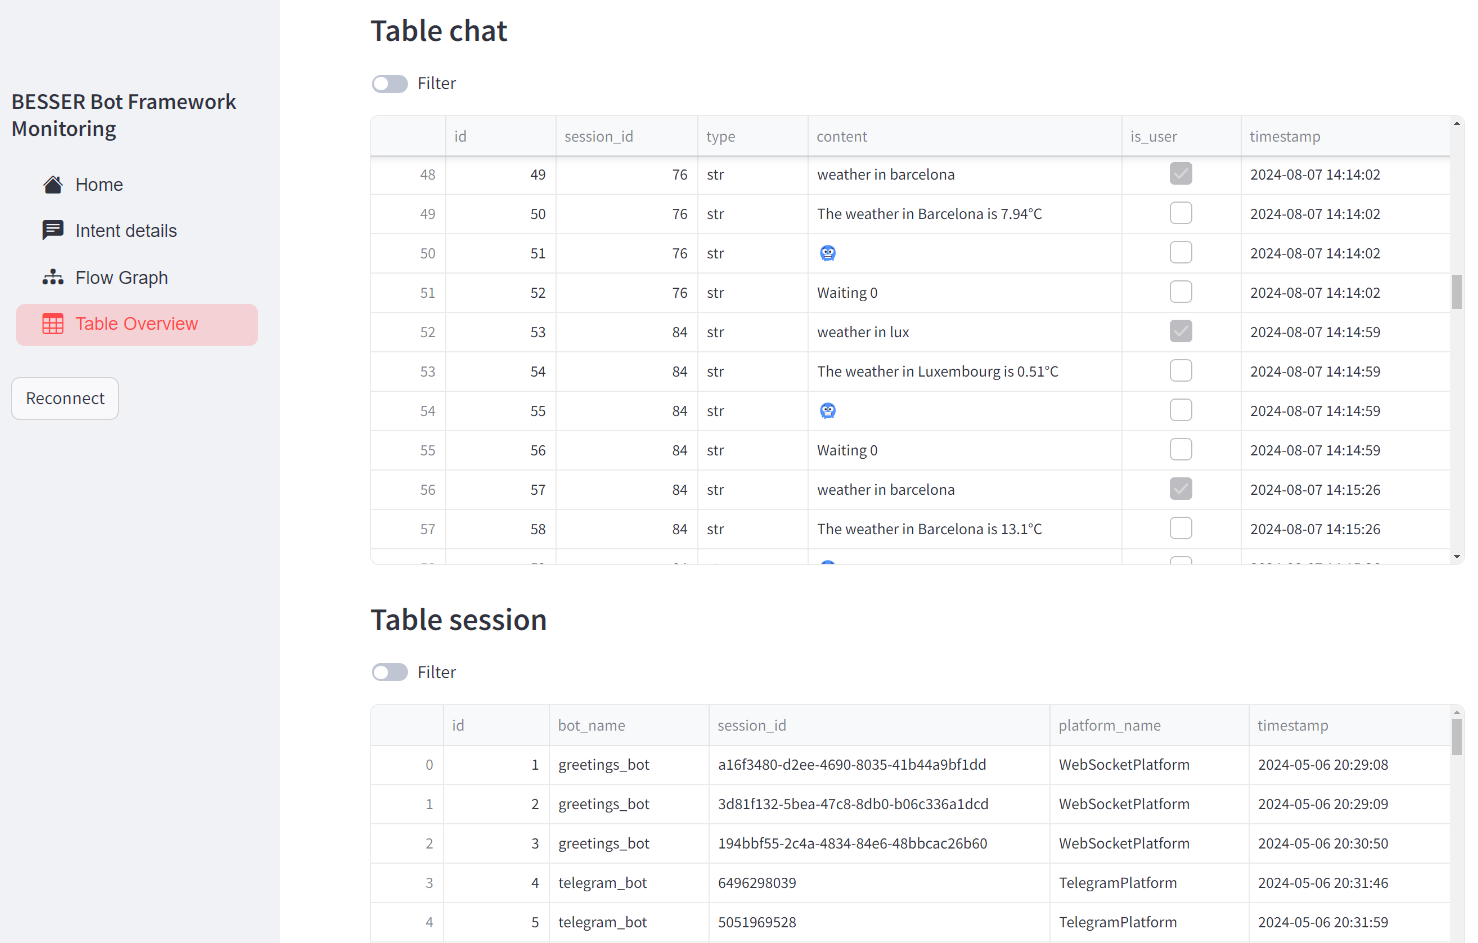 BESSER Bot Framework
Monitoring
Home
Intent details
Flow Graph
Table Overview
Reconnect
Table chat
Filter
id session_id type content is_user timestamp
48 49 76 str weather in barcelona 2024-08-07 14:14:02
49 50 76 str The weather in Barcelona is 7.94°C 2024-08-07 14:14:02
50 51 76 str 🥶 2024-08-07 14:14:02
51 52 76 str Waiting 0 2024-08-07 14:14:02
52 53 84 str weather in lux 2024-08-07 14:14:59
53 54 84 str The weather in Luxembourg is 0.51°C 2024-08-07 14:14:59
54 55 84 str 🥶 2024-08-07 14:14:59
55 56 84 str Waiting 0 2024-08-07 14:14:59
56 57 84 str weather in barcelona 2024-08-07 14:15:26
57 58 84 str The weather in Barcelona is 13.1°C 2024-08-07 14:15:26
Table session
Filter
id bot_name session_id platform_name timestamp
0 1 greetings_bot a16f3480-d2ee-4690-8035-41b44a9bf1dd WebSocketPlatform 2024-05-06 20:29:08
1 2 greetings_bot 3d81f132-5bea-47c8-8db0-b06c336a1dcd WebSocketPlatform 2024-05-06 20:29:09
2 3 greetings_bot 194bbf55-2c4a-4834-84e6-48bbcac26b60 WebSocketPlatform 2024-05-06 20:30:50
3 4 telegram_bot 6496298039 TelegramPlatform 2024-05-06 20:31:46
4 5 telegram_bot 5051969528 TelegramPlatform 2024-05-06 20:31:59